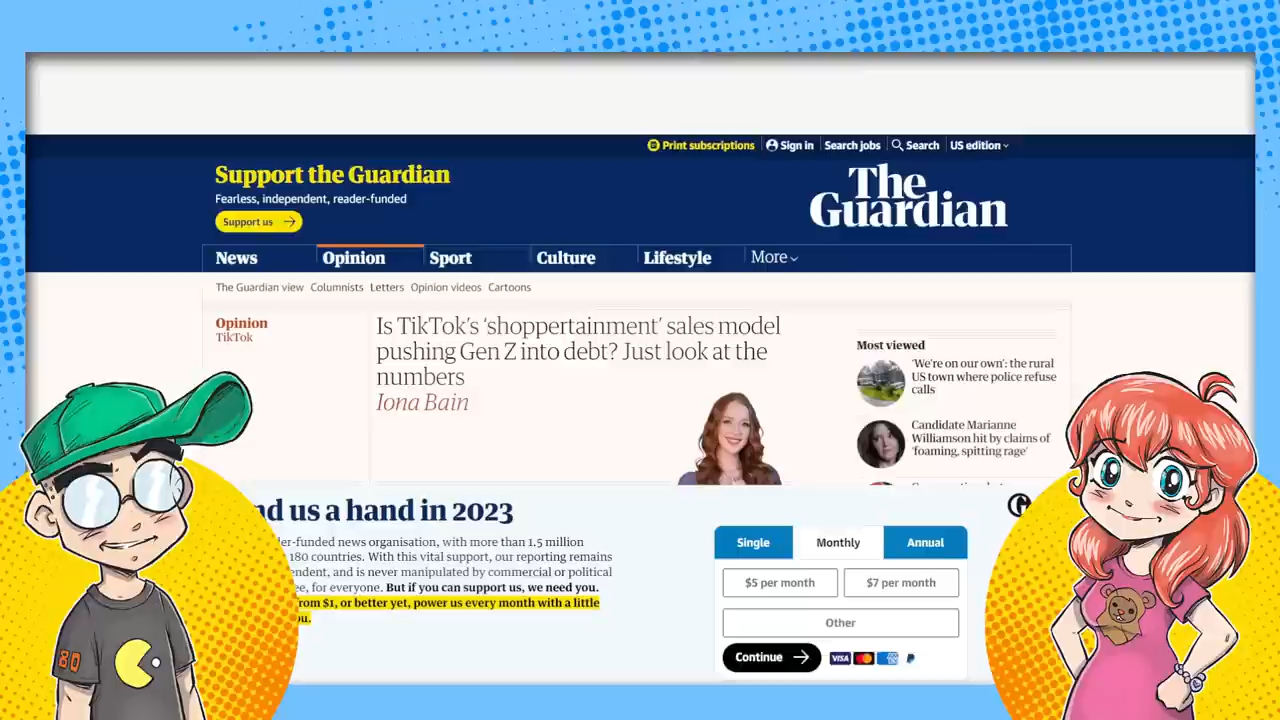 Print subscriptions
Sign in
Search jobs
Search
US edition
Support the Guardian
Fearless, independent, reader-funded
Support us
The
Guardian
News
Opinion
Sport
Culture
Lifestyle
More
The Guardian view
Columnists
Letters
Opinion videos
Cartoons
Opinion
TikTok
Is TikTok's 'shoppertainment' sales model
pushing Gen Z into debt? Just look at the
numbers
Iona Bain
Most viewed
'We're on our own': the rural
US town where police refuse
calls
Candidate Marianne
Williamson hit by claims of
'foaming, spitting rage'
us a hand in 2023
news organisation, with more than 1.5 million
180 countries. With this vital support, our reporting remains
and is never manipulated by commercial or political
for everyone. But if you can support us, we need you.
from $1, or better yet, power us every month with a little
Single
Monthly
Annual
$5 per month
$7 per month
Other
Continue
VISA
80